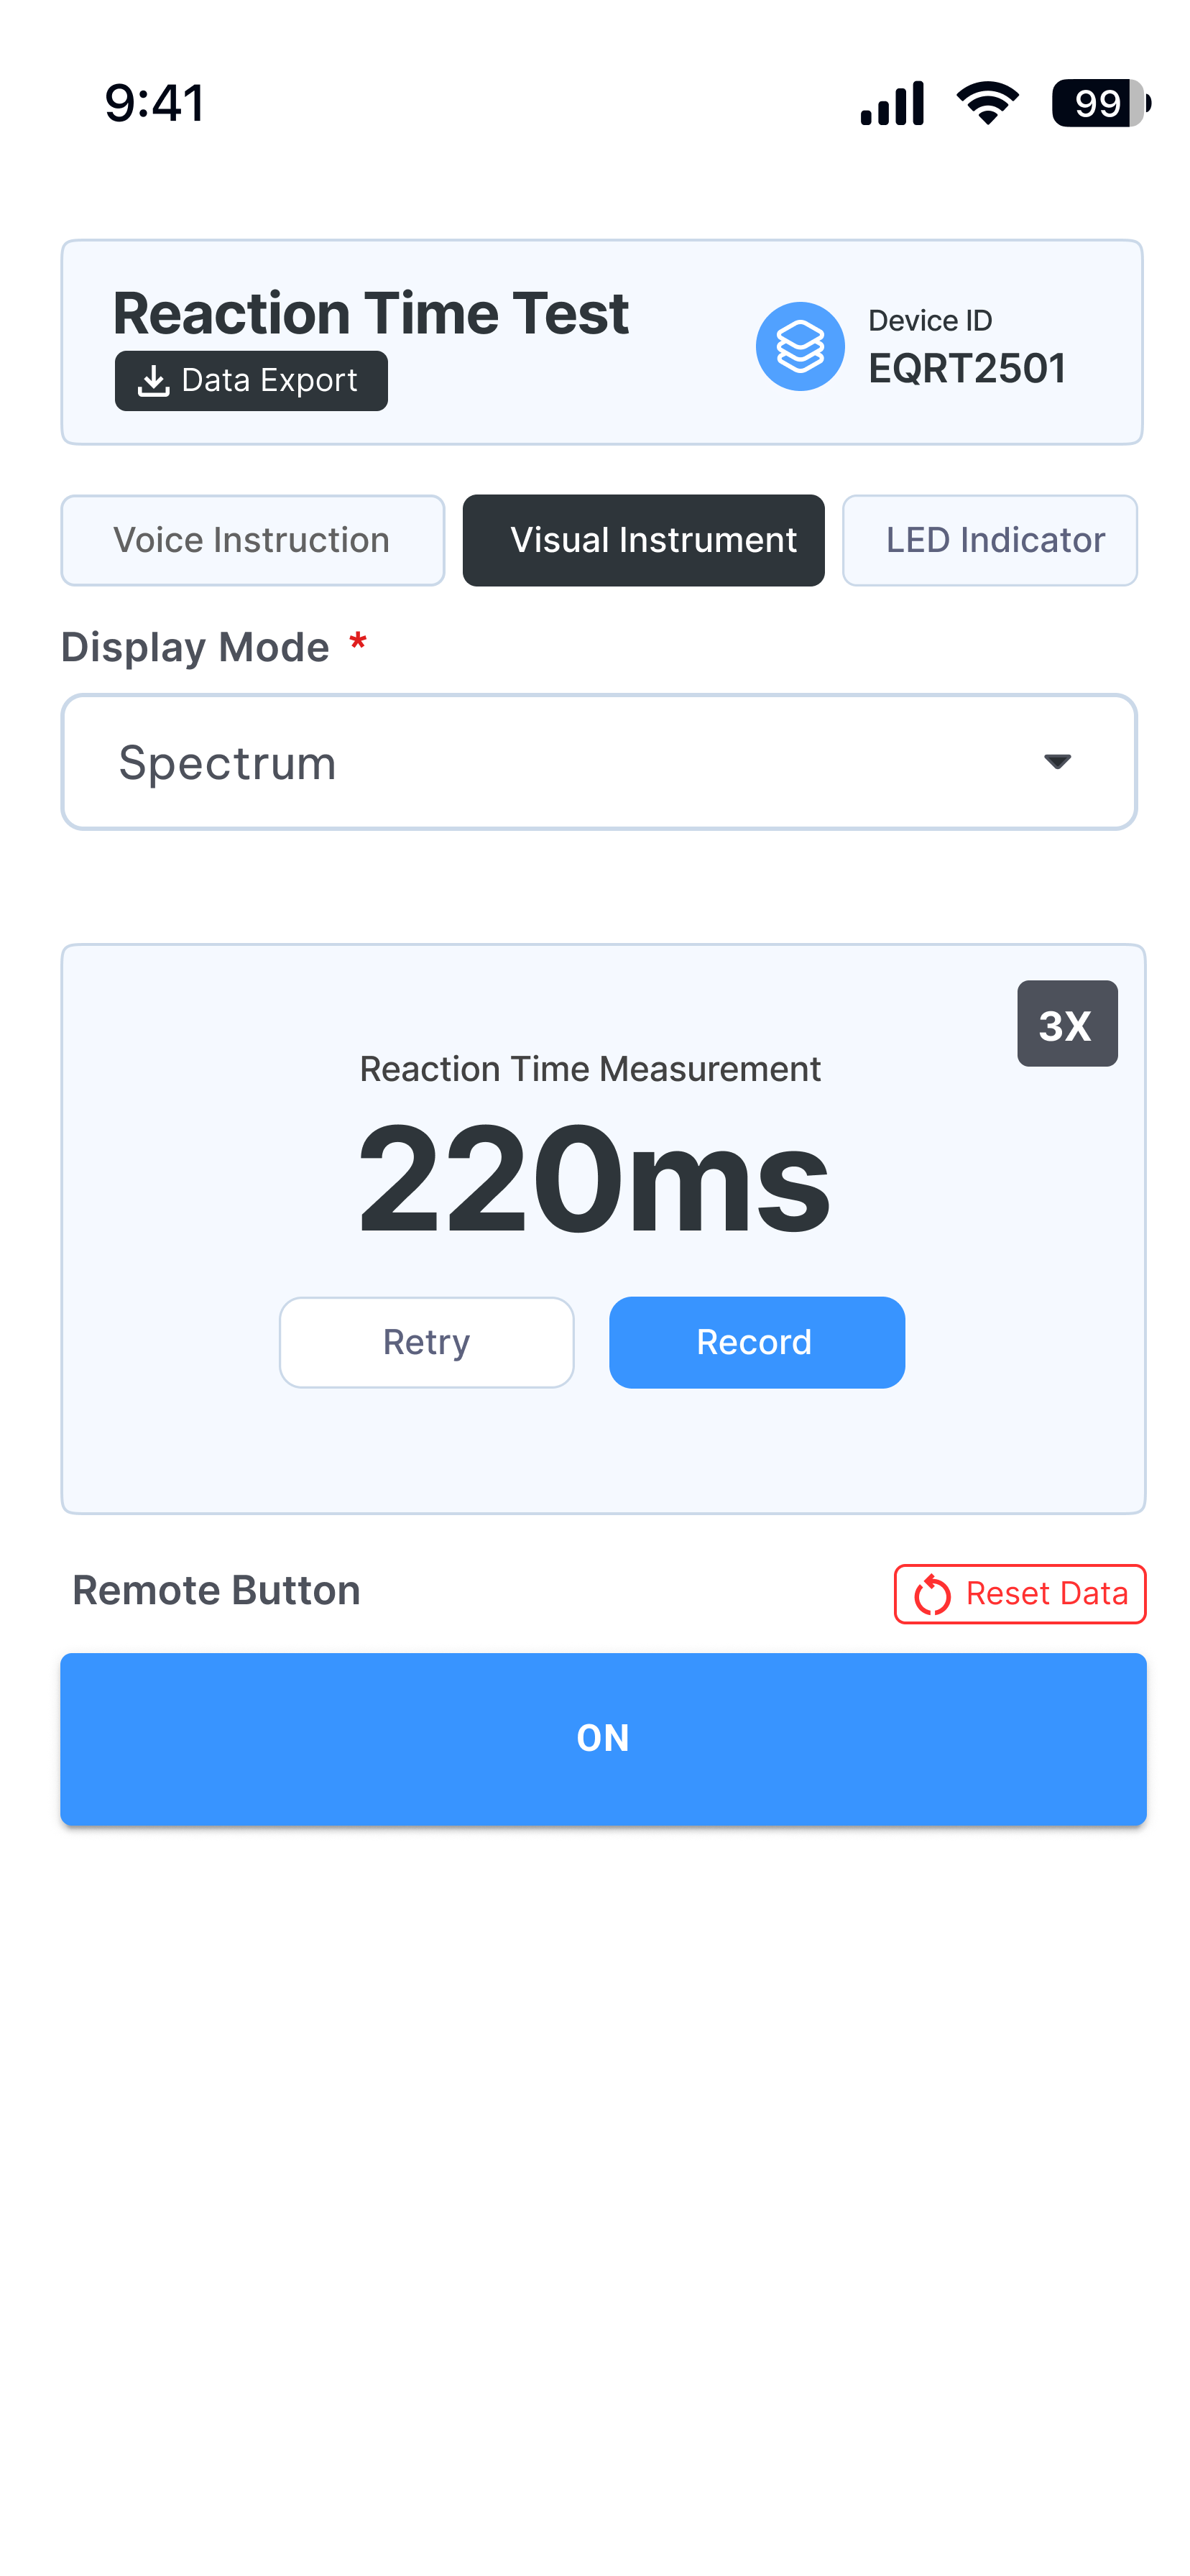 9:41
99
Reaction Time Test
Data Export
Device ID
EQRT2501
Voice Instruction
Visual Instrument
LED Indicator
Display Mode *
Spectrum
3X
Reaction Time Measurement
220ms
Retry
Record
Remote Button
Reset Data
ON